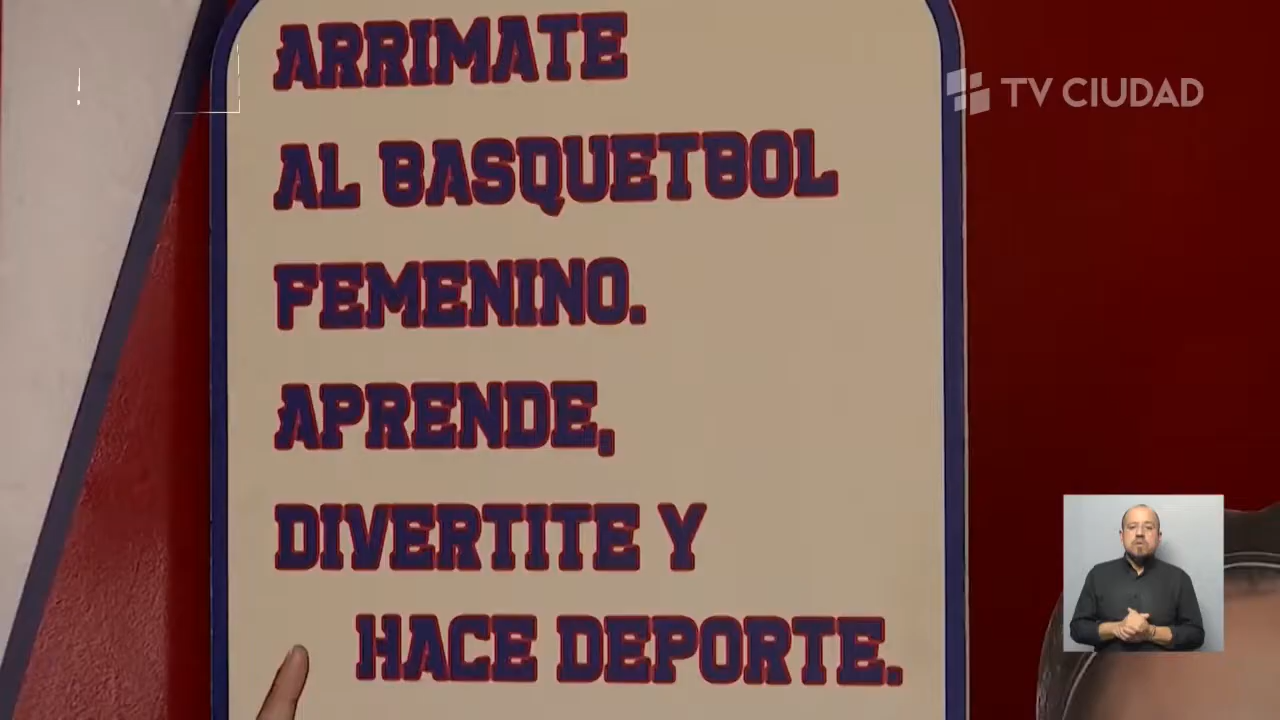 ARRIMATE
AL BASQUETBOL
FEMENINO.
APRENDE,
DIVERTITE Y
HACE DEPORTE.
TV CIUDAD